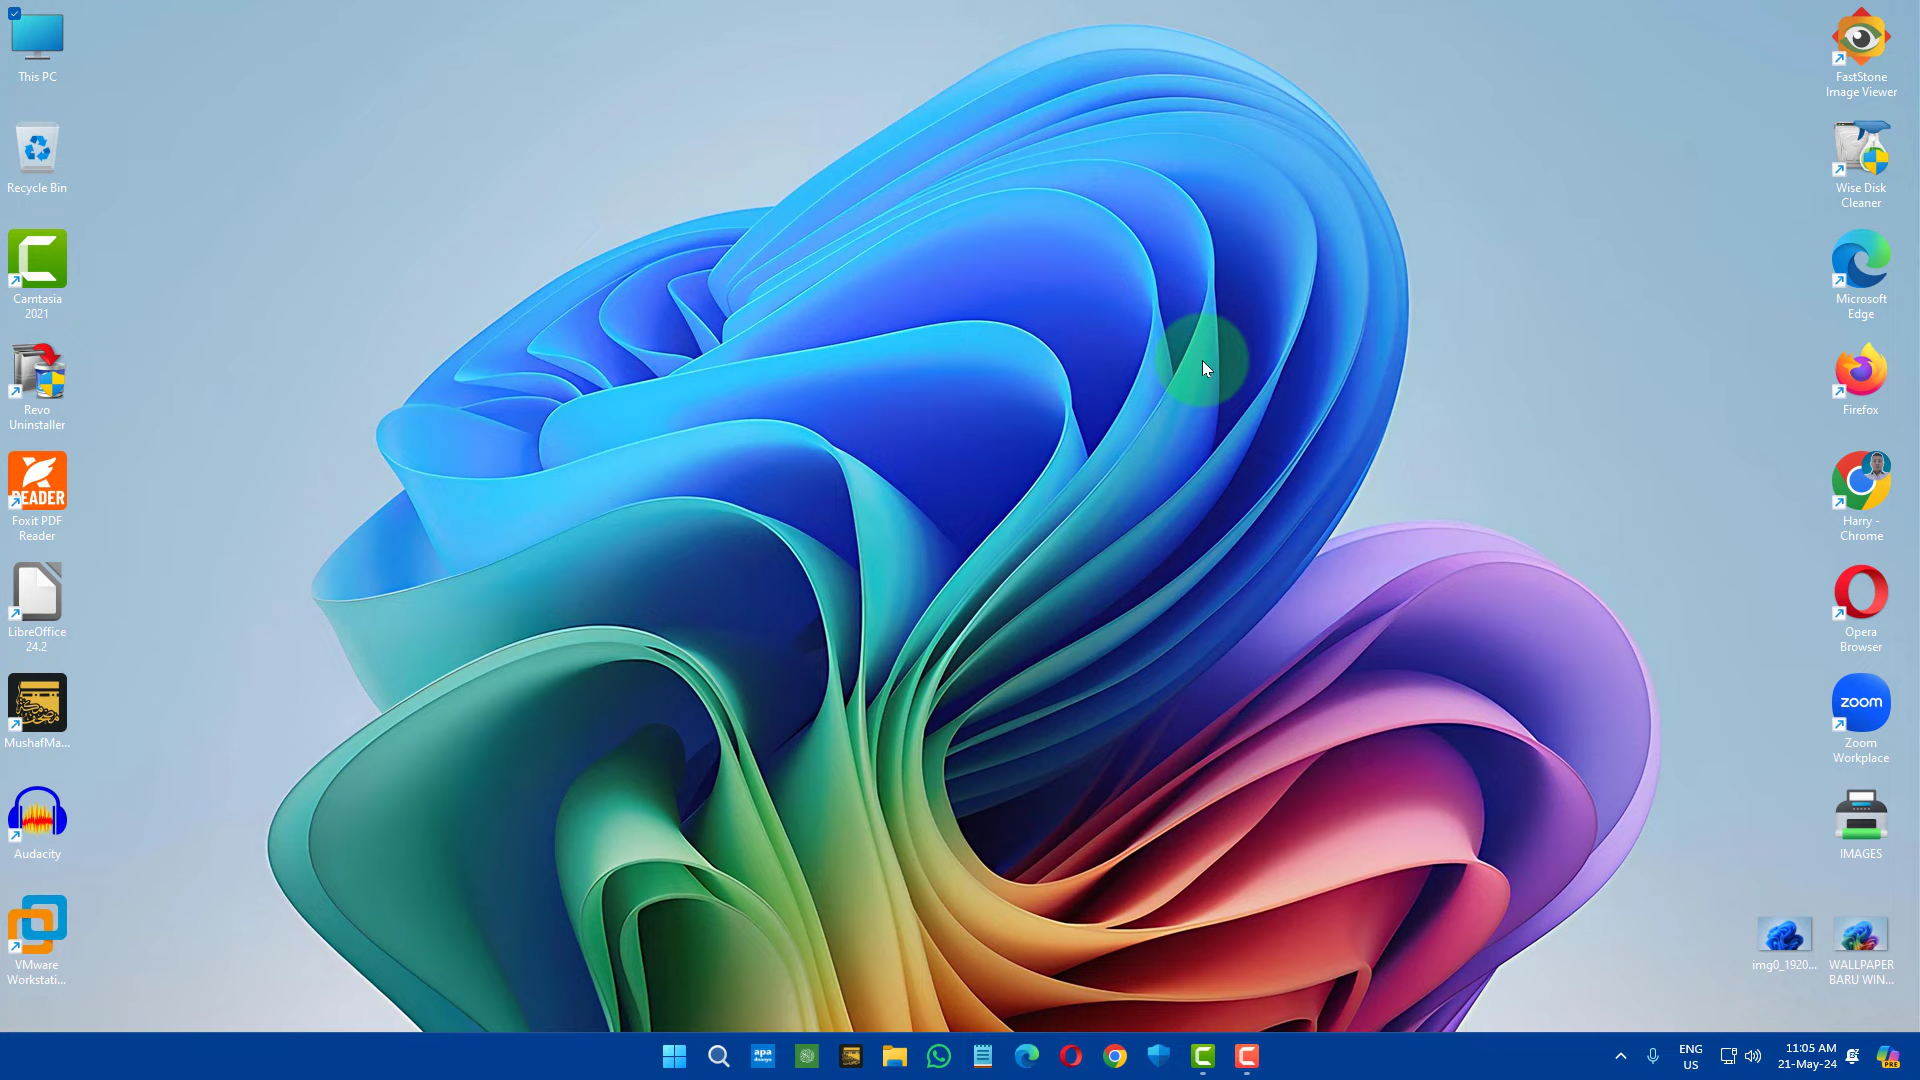 This PC
Recycle Bin
Camtasia
2021
Revo
Uninstaller
READER
Foxit PDF
Reader
LibreOffice
24.2
MushafMa...
Audacity
VMware
Workstati...
FastStone
Image Viewer
Wise Disk
Cleaner
Microsoft
Edge
Firefox
Harry -
Chrome
Opera
Browser
zoom
Zoom
Workplace
IMAGES
img0_1920...
WALLPAPER
BARU WIN...
apa
ENG
US
11:05 AM
21-May-24
PRE